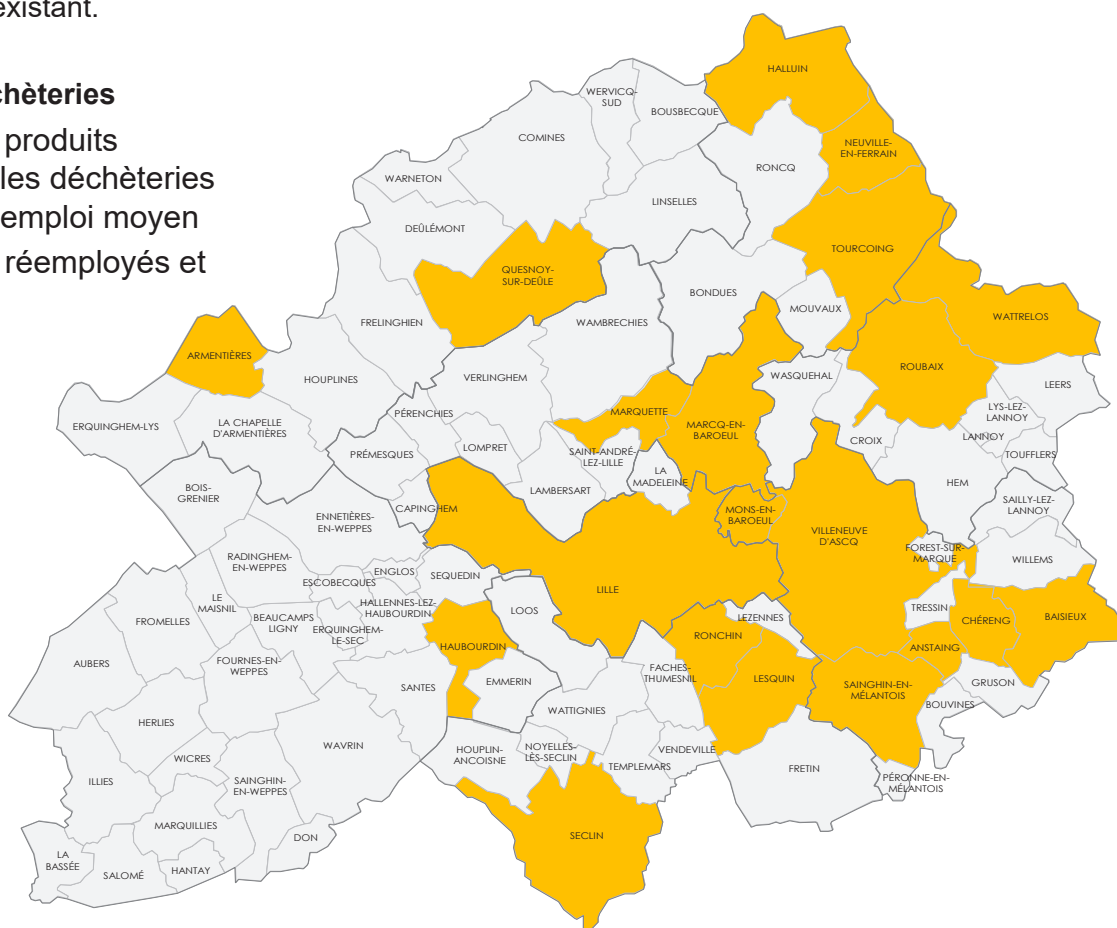 existant.
chèteries
produits
les déchèteries
emploi moyen
réemployés et
HALLUIN
WERVICQ-
SUD
BOUSBECQUE
COMINES
NEUVILLE-
EN-FERRAIN
RONCQ
WARNETON
LINSELLES
DEÛLÉMONT
TOURCOING
QUESNOY-
SUR-DEÛLE
BONDUES
MOUVAUX
WATTRELOS
FRELINGHIEN
WAMBRECHIES
ARMENTIÈRES
ROUBAIX
HOUPLINES
VERLINGHEM
WASQUEHAL
LEERS
PÉRENCHIES
MARQUETTE
LYS-LEZ-
LANNOY
ERQUINGHEM-LYS
LA CHAPELLE
D'ARMENTIÈRES
MARCQ-EN-
BAROEUL
CROIX
LANNOY
PRÉMESQUES
LOMPRET
SAINT-ANDRÉ-
LEZ-LILLE
TOUFFLERS
LA
MADELEINE
HEM
BOIS-
GRENIER
LAMBERSART
SAILLY-LEZ-
LANNOY
CAPINGHEM
ENNETIÈRES-
EN-WEPPES
MONS-EN-
BAROEUL
VILLENEUVE
D'ASCQ
FOREST-SUR-
MARQUE
WILLEMS
RADINGHEM-
EN-WEPPES
ENGLOS
SEQUEDIN
ESCOBECQUES
LILLE
LE
MAISNIL
HALLENNES-LEZ-
HAUBOURDIN
LOOS
TRESSIN
FROMELLES
BEAUCAMPS
LIGNY
ERQUINGHEM-
LE-SEC
LEZENNES
CHÉRENG
BAISIEUX
RONCHIN
HAUBOURDIN
ANSTAING
AUBERS
FOURNES-EN-
WEPPES
FACHES-
THUMESNIL
LESQUIN
EMMERIN
SANTES
SAINGHIN-EN-
MÉLANTOIS
GRUSON
BOUVINES
WATTIGNIES
HERLIES
WAVRIN
HOUPLIN-
ANCOISNE
NOYELLES-
LÈS-SECLIN
VENDEVILLE
WICRES
TEMPLEMARS
FRETIN
ILLIES
SAINGHIN-
EN-WEPPES
PÉRONNE-EN-
MÉLANTOIS
MARQUILLIES
DON
SECLIN
LA
BASSÉE
SALOMÉ
HANTAY